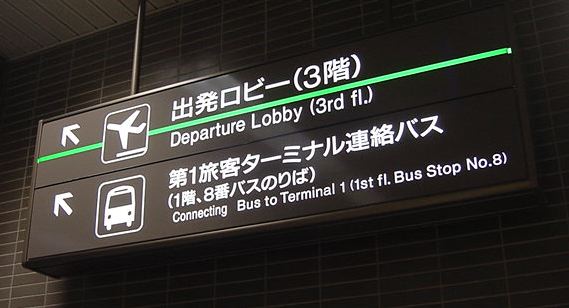 出発ロビー(3階)
Departure Lobby (3rd fl.)
第1旅客ターミナル連絡バス
(1階、8番バスのりば)
Connecting Bus to Terminal 1 (1st fl. Bus Stop No.8)